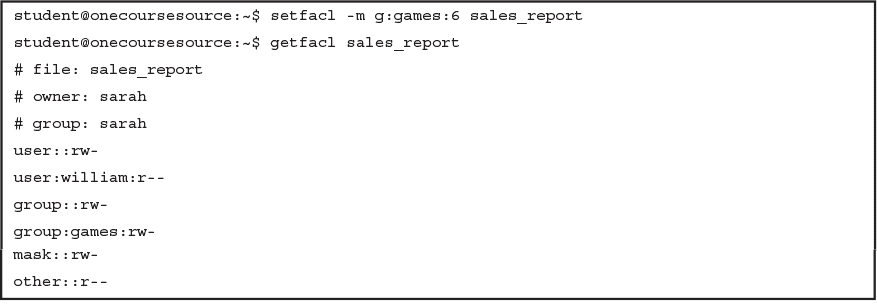 student@onecoursesource:~$ setfacl -m g:games:6 sales_report
student@onecoursesource:~$ getfacl sales_report
# file: sales_report
# owner: sarah
# group: sarah
user::rw-
user:william:r--
group::rw-
group:games:rw-
mask::rw-
other::r--